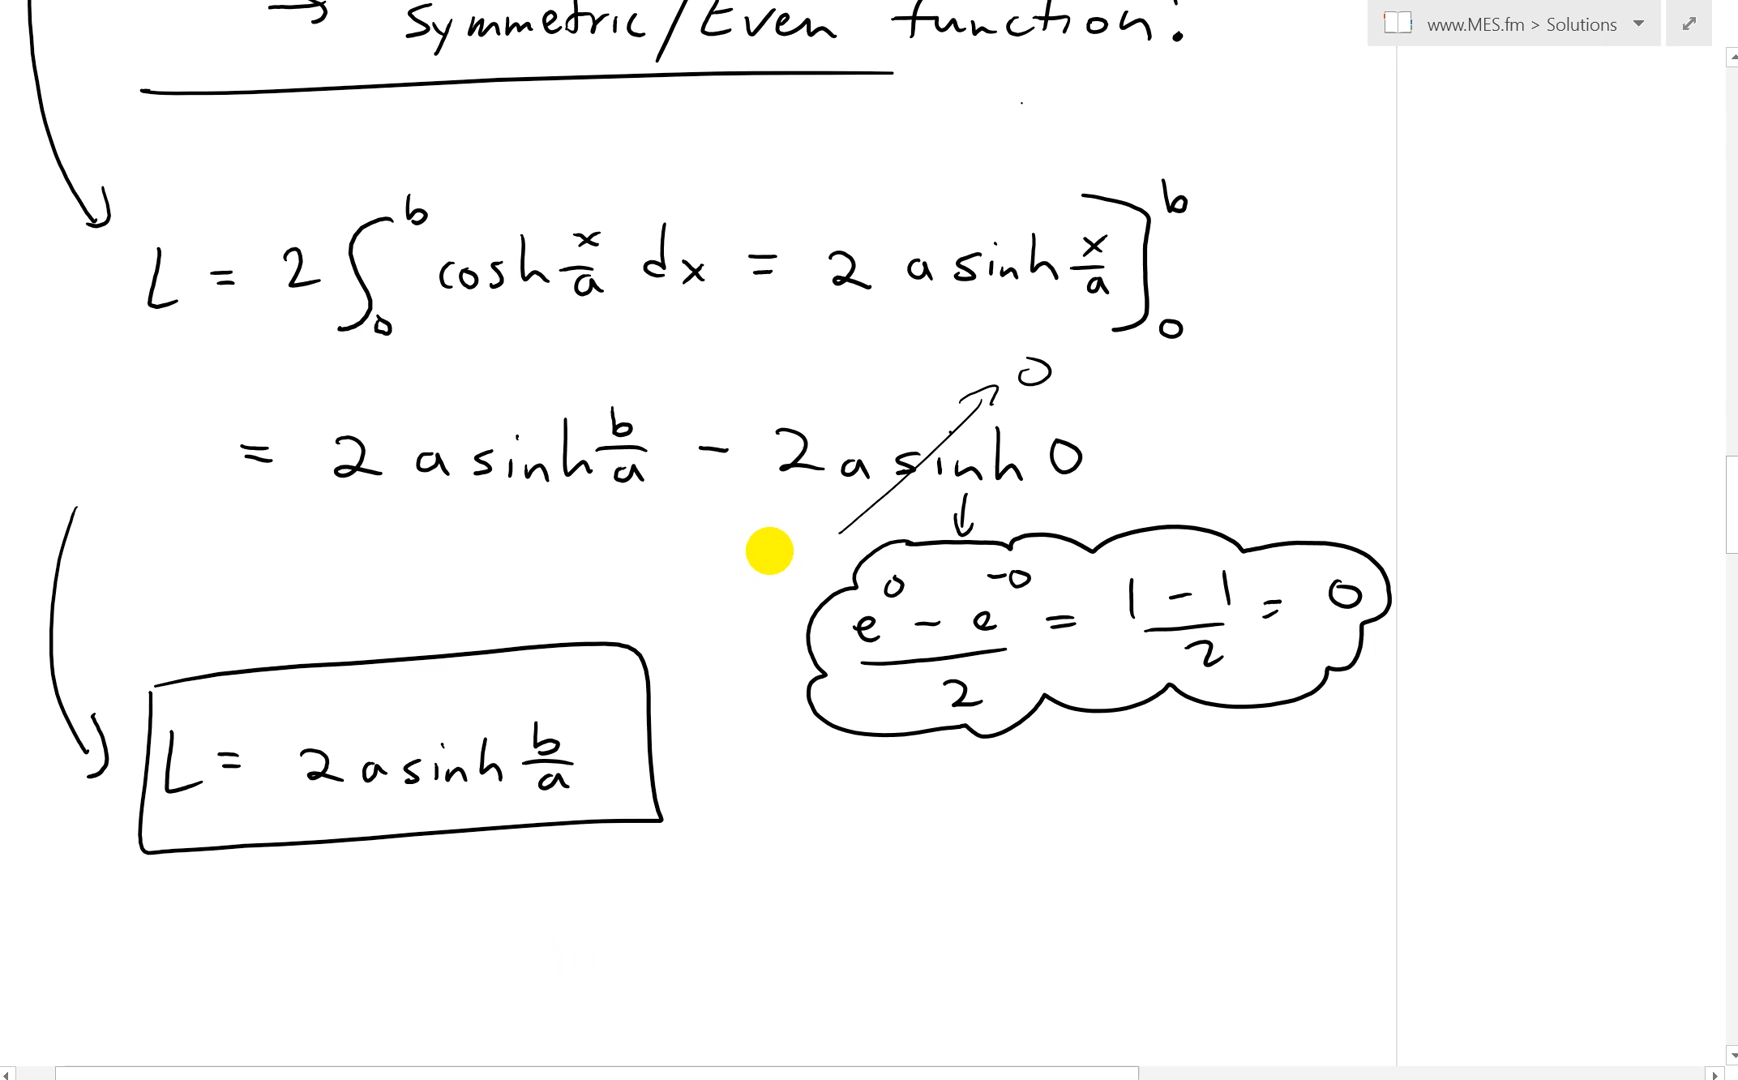 www.MES.fm > Solutions
→ Symmetric/Even function:
L = 2 ∫₀ᵇ cosh x/a dx = 2 a sinh x/a ]₀ᵇ
= 2 a sinh b/a - 2 a sinh 0 → 0
(e⁰ - e⁻⁰)/2 = (1 - 1)/2 = 0
L = 2 a sinh b/a